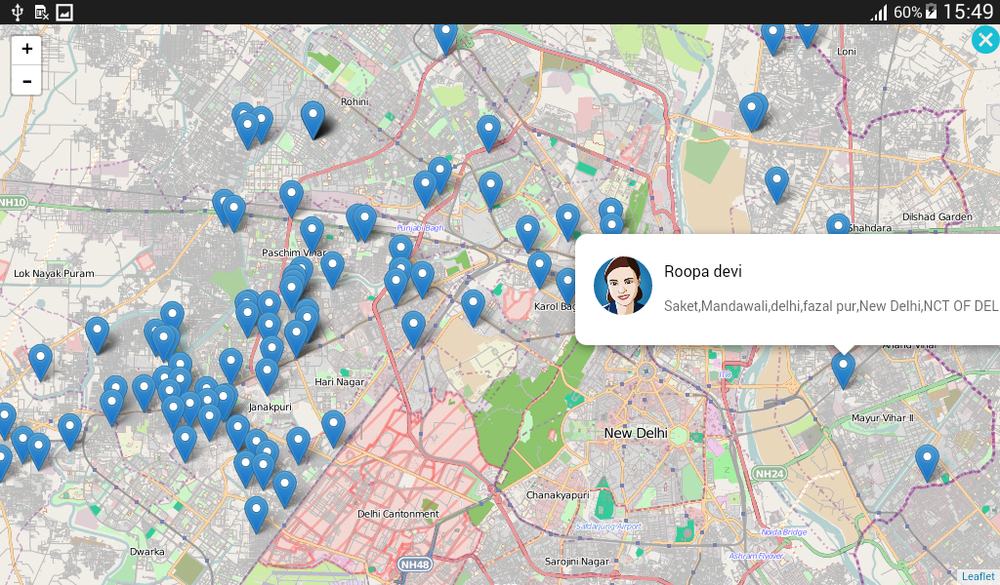 60% 15:49
+
-
Loni
Rohini
NH10
Dilshad Garden
Punjabi Bagh
Shahdara
Paschim Vihar
Lok Nayak Puram
Roopa devi
Karol Bag
Saket,Mandawali,delhi,fazal pur,New Delhi,NCT OF DEL
Anand Vihar
ITO
Hari Nagar
Janakpuri
Mayur Vihar II
New Delhi
NH24
Chanakyapuri
Delhi Cantonment
Safdarjung Airport
Noida Bridge
Dwarka
Ashram Flyover
Sarojini Nagar
NH48
Leaflet